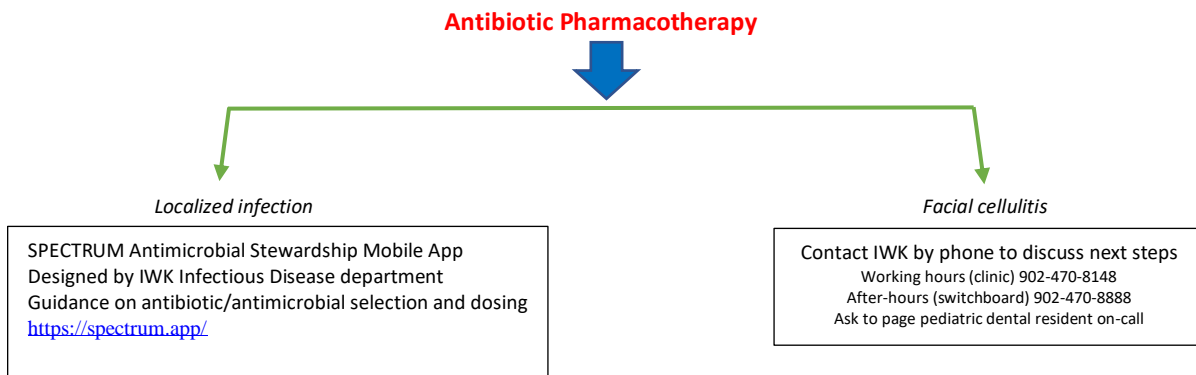 Antibiotic Pharmacotherapy
Localized infection
SPECTRUM Antimicrobial Stewardship Mobile App
Designed by IWK Infectious Disease department
Guidance on antibiotic/antimicrobial selection and dosing
https://spectrum.app/
Facial cellulitis
Contact IWK by phone to discuss next steps
Working hours (clinic) 902-470-8148
After-hours (switchboard) 902-470-8888
Ask to page pediatric dental resident on-call